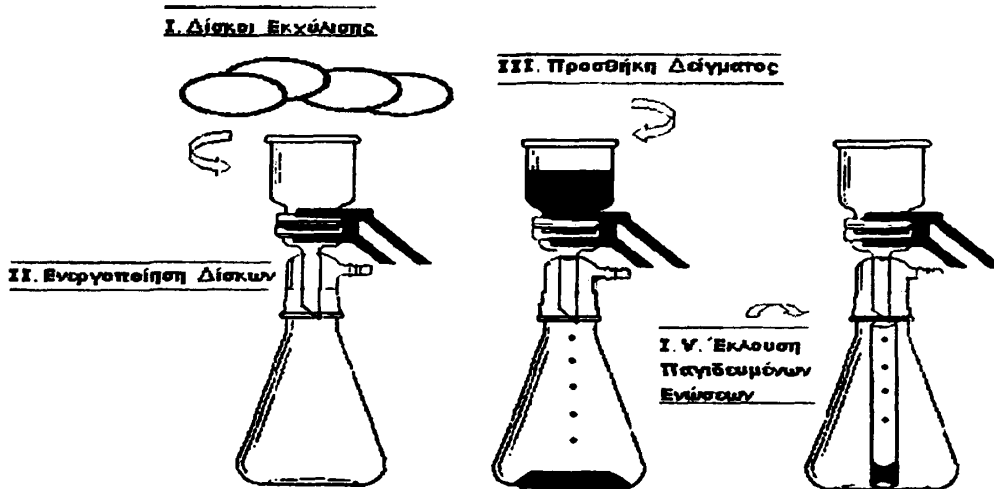 I. Δίσκοι Εκχύλισης
III. Προσθήκη Δείγματος
II. Ενεργοποίηση Δίσκων
I.V. Έκλουση
Παγιδευμένων
Ενώσεων